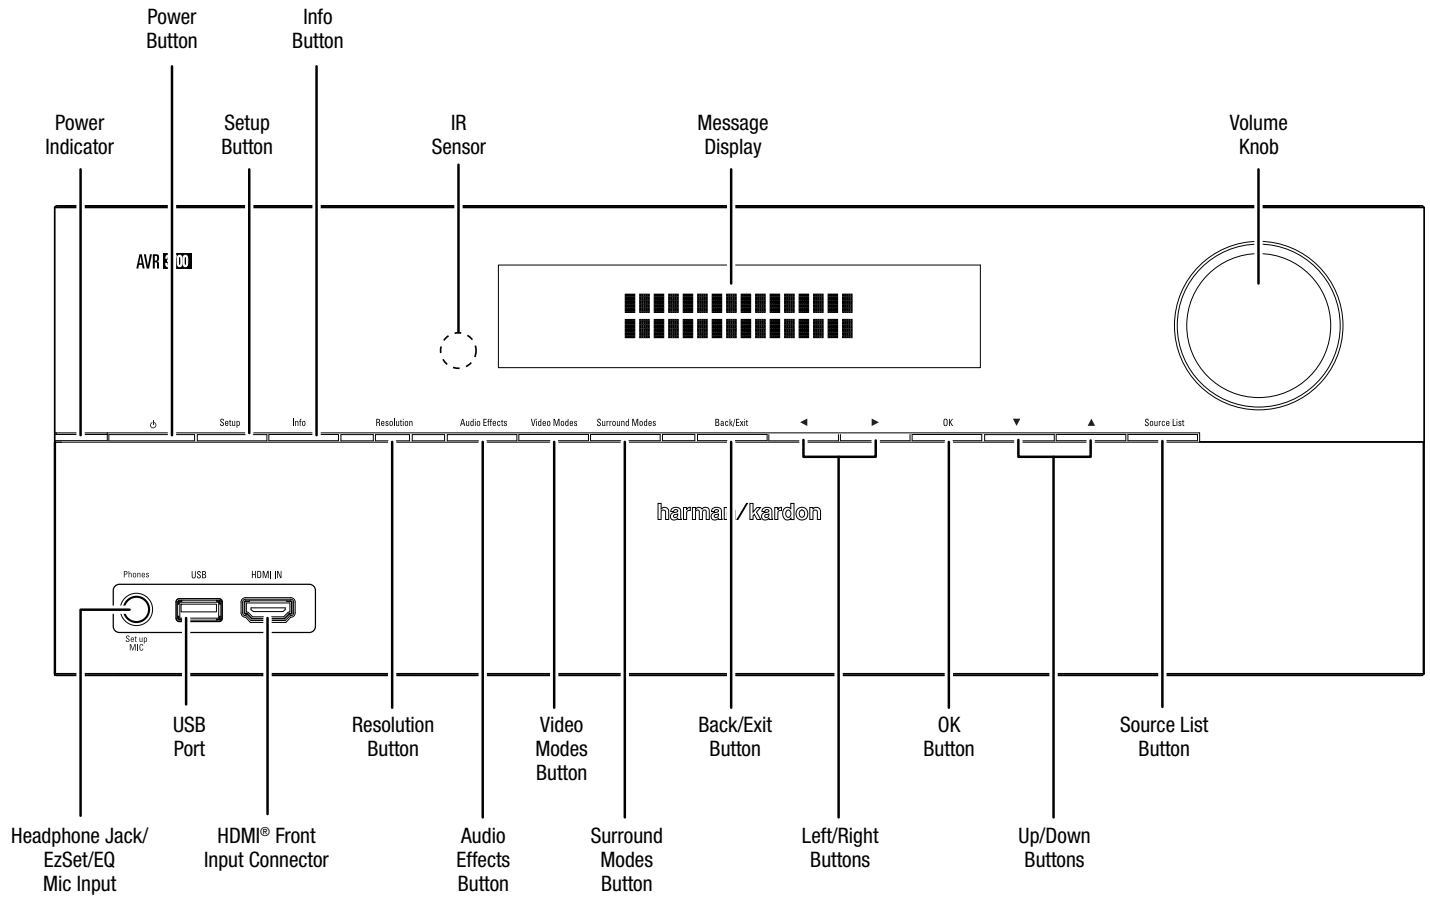 Power
Button
Info
Button
Power
Indicator
Setup
Button
IR
Sensor
Message
Display
Volume
Knob
AVR
Setup
Info
Resolution
Audio Effects
Video Modes
Surround Modes
Back/Exit
OK
Source List
harman/kardon
Phones
USB
HDMI IN
Set up
MIC
USB
Port
Resolution
Button
Video
Modes
Button
Back/Exit
Button
OK
Button
Source List
Button
Headphone Jack/
EzSet/EQ
Mic Input
HDMI® Front
Input Connector
Audio
Effects
Button
Surround
Modes
Button
Left/Right
Buttons
Up/Down
Buttons